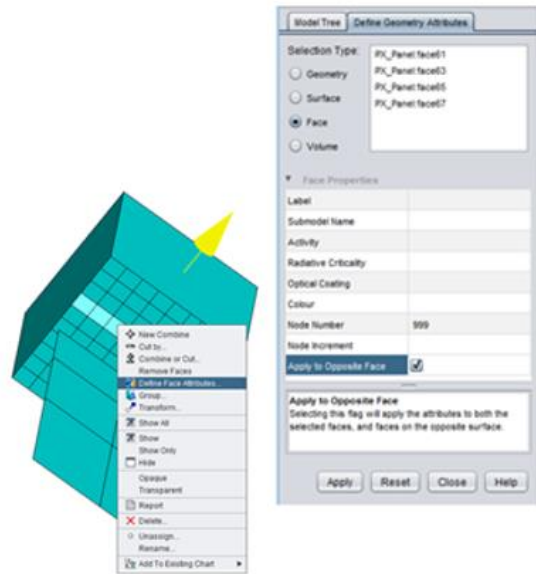 Model Tree
Define Geometry Attributes
Selection Type:
Geometry
Surface
Face
Volume
PX_Panel:face61
PX_Panel:face63
PX_Panel:face65
PX_Panel:face67
Face Properties
Label
Submodel Name
Activity
Radiative Criticality
Optical Coating
Colour
Node Number 999
Node Increment
Apply to Opposite Face
Apply to Opposite Face
Selecting this flag will apply the attributes to both the
selected faces, and faces on the opposite surface.
Apply Reset Close Help
New Combine
Cut by...
Combine or Cut...
Remove Faces
Define Face Attributes...
Group...
Transform...
Show All
Show
Show Only
Hide
Opaque
Transparent
Report
Delete...
Unassign...
Rename...
Add To Existing Chart